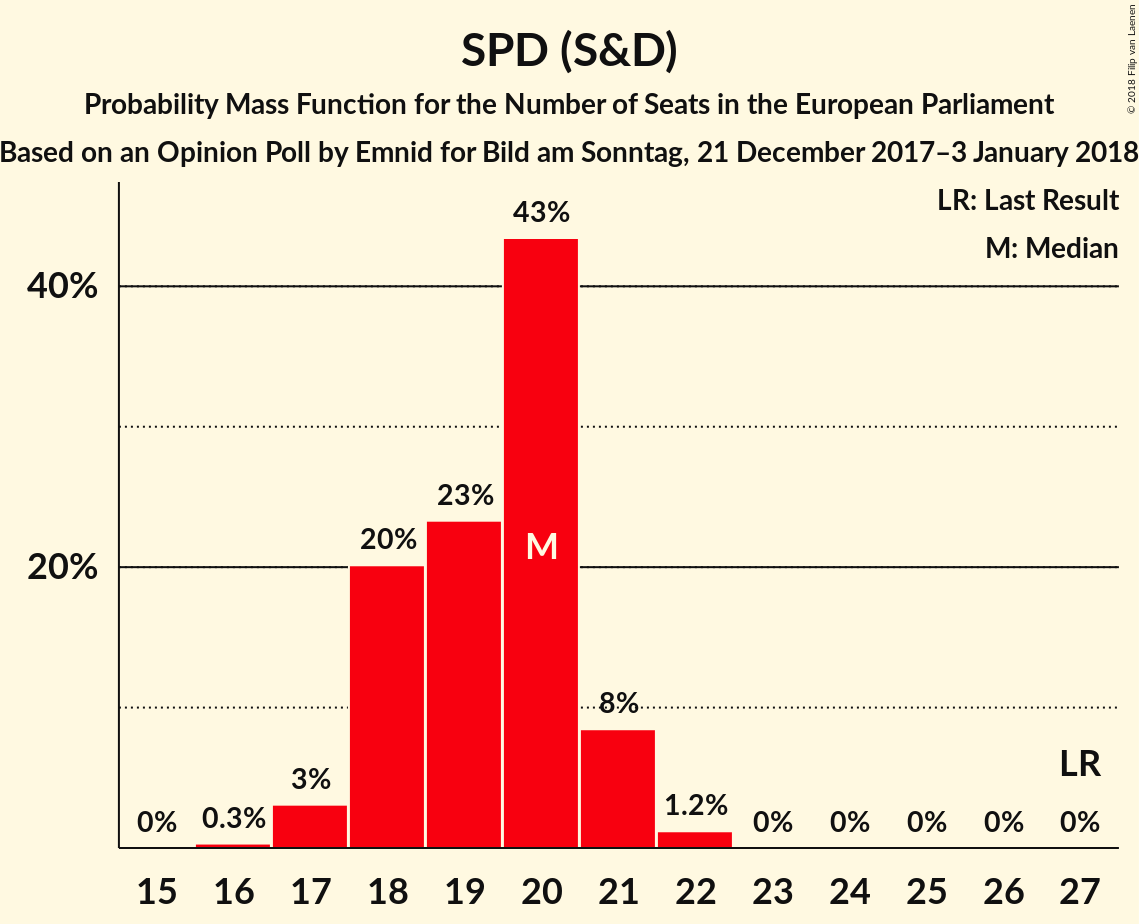 SPD (S&D)
Probability Mass Function for the Number of Seats in the European Parliament
Based on an Opinion Poll by Emnid for Bild am Sonntag, 21 December 2017–3 January 2018
© 2018 Filip van Laenen
LR: Last Result
M: Median
43%
40%
23%
20%
M
20%
8%
LR
3%
0% 0.3% 1.2% 0% 0% 0% 0% 0%
15 16 17 18 19 20 21 22 23 24 25 26 27